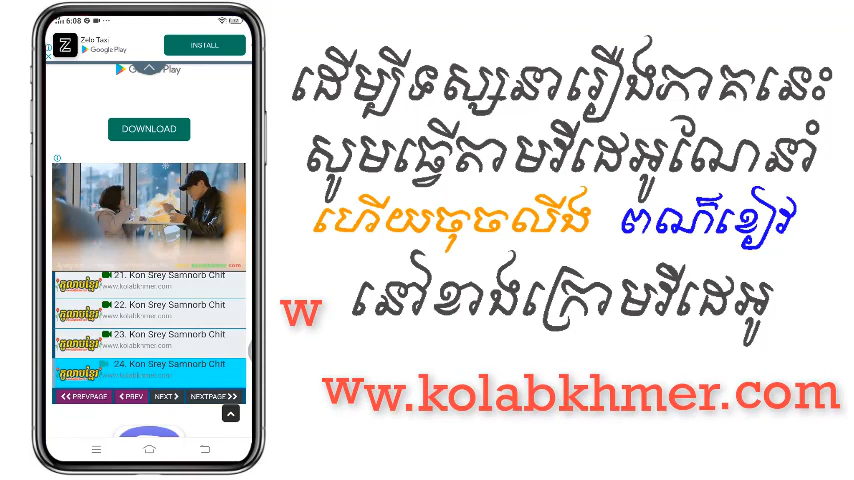 6:08
Zelo Taxi
Google Play
INSTALL
DOWNLOAD
21. Kon Srey Samnorb Chit
www.kolabkhmer.com
22. Kon Srey Samnorb Chit
www.kolabkhmer.com
23. Kon Srey Samnorb Chit
www.kolabkhmer.com
24. Kon Srey Samnorb Chit
www.kolabkhmer.com
PREVPAGE
PREV
NEXT
NEXTPAGE
ដើម្បីទស្សនារឿងភាគនេះ
សូមធ្វើតាមវីដេអូណែនាំ
ហើយចុចលីង ពណ៌ខៀវ
នៅខាងក្រោមវីដេអូ
www.kolabkhmer.com